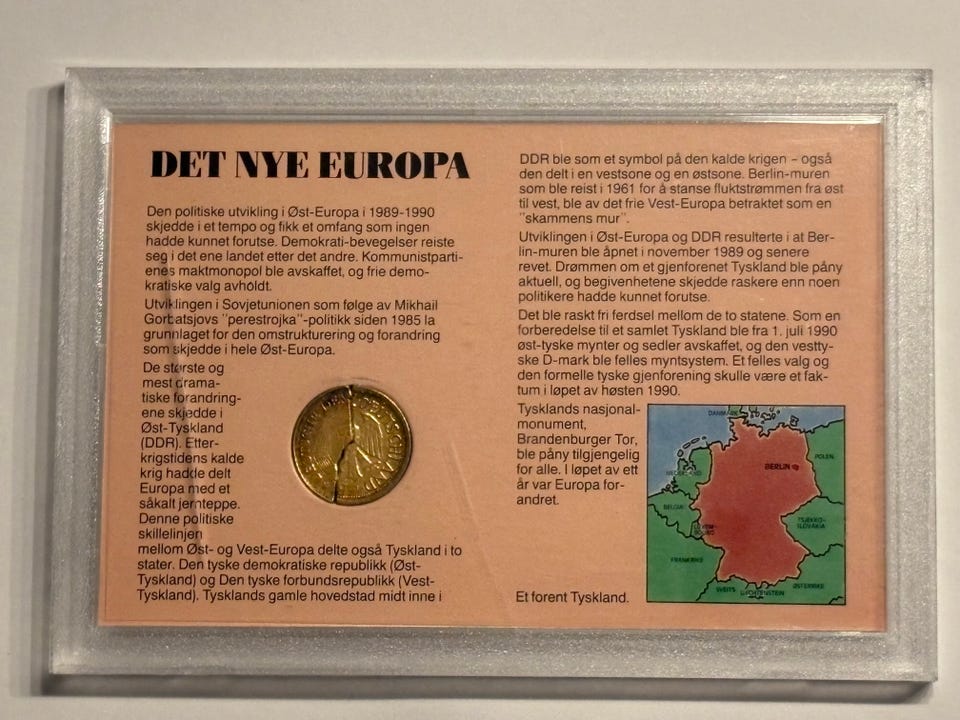 DET NYE EUROPA
Den politiske utvikling i Øst-Europa i 1989-1990
skjedde i et tempo og fikk et omfang som ingen
hadde kunnet forutse. Demokrati-bevegelser reiste
seg i det ene landet etter det andre. Kommunistparti-
enes maktmonopol ble avskaffet, og frie demo-
kratiske valg avholdt.
Utviklingen i Sovjetunionen som følge av Mikhail
Gorbatsjovs "perestrojka"-politikk siden 1985 la
grunnlaget for den omstrukturering og forandring
som skjedde i hele Øst-Europa.
De største og
mest drama-
tiske forandring-
ene skjedde i
Øst-Tyskland
(DDR). Etter-
krigstidens kalde
krig hadde delt
Europa med et
såkalt jernteppe.
Denne politiske
skillelinjen
mellom Øst- og Vest-Europa delte også Tyskland i to
stater. Den tyske demokratiske republikk (Øst-
Tyskland) og Den tyske forbundsrepublikk (Vest-
Tyskland). Tysklands gamle hovedstad midt inne i
DDR ble som et symbol på den kalde krigen – også
den delt i en vestsone og en østsone. Berlin-muren
som ble reist i 1961 for å stanse fluktstrømmen fra øst
til vest, ble av det frie Vest-Europa betraktet som en
"skammens mur".
Utviklingen i Øst-Europa og DDR resulterte i at Ber-
lin-muren ble åpnet i november 1989 og senere
revet. Drømmen om et gjenforenet Tyskland ble påny
aktuell, og begivenhetene skjedde raskere enn noen
politikere hadde kunnet forutse.
Det ble raskt fri ferdsel mellom de to statene. Som en
forberedelse til et samlet Tyskland ble fra 1. juli 1990
øst-tyske mynter og sedler avskaffet, og den vestty-
ske D-mark ble felles myntsystem. Et felles valg og
den formelle tyske gjenforening skulle være et fak-
tum i løpet av høsten 1990.
Tysklands nasjonal-
monument,
Brandenburger Tor,
ble påny tilgjengelig
for alle. I løpet av ett
år var Europa for-
andret.
Et forent Tyskland.
DANMARK
NEDERLAND
BERLIN
POLEN
BELGIA
LUXEM-
BOURG
TSJEKKO-
SLOVAKIA
FRANKRIKE
SVEITS
LIECHTENSTEIN
ØSTERRIKE